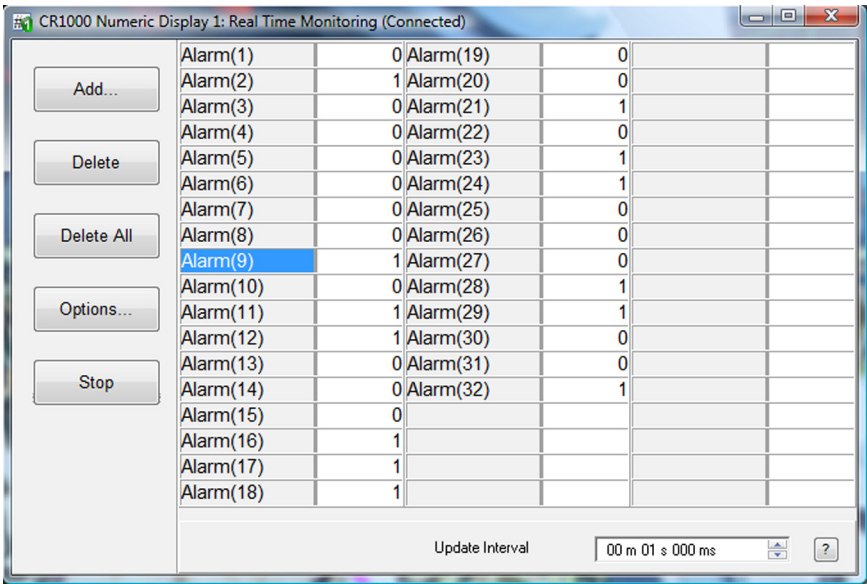 CR1000 Numeric Display 1: Real Time Monitoring (Connected)
Add...
Delete
Delete All
Options...
Stop
Alarm(1) 0 Alarm(19) 0
Alarm(2) 1 Alarm(20) 0
Alarm(3) 0 Alarm(21) 1
Alarm(4) 0 Alarm(22) 0
Alarm(5) 0 Alarm(23) 1
Alarm(6) 0 Alarm(24) 1
Alarm(7) 0 Alarm(25) 0
Alarm(8) 0 Alarm(26) 0
Alarm(9) 1 Alarm(27) 0
Alarm(10) 0 Alarm(28) 1
Alarm(11) 1 Alarm(29) 1
Alarm(12) 1 Alarm(30) 0
Alarm(13) 0 Alarm(31) 0
Alarm(14) 0 Alarm(32) 1
Alarm(15) 0
Alarm(16) 1
Alarm(17) 1
Alarm(18) 1
Update Interval 00 m 01 s 000 ms ?